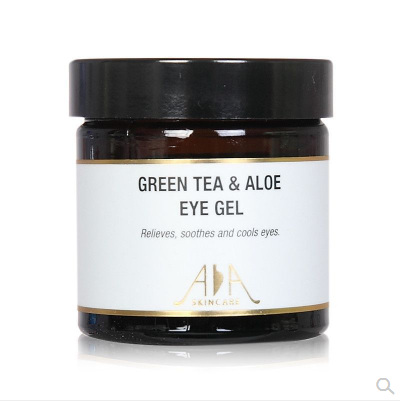 GREEN TEA & ALOE
EYE GEL
Relieves, soothes and cools eyes.
AA
SKINCARE